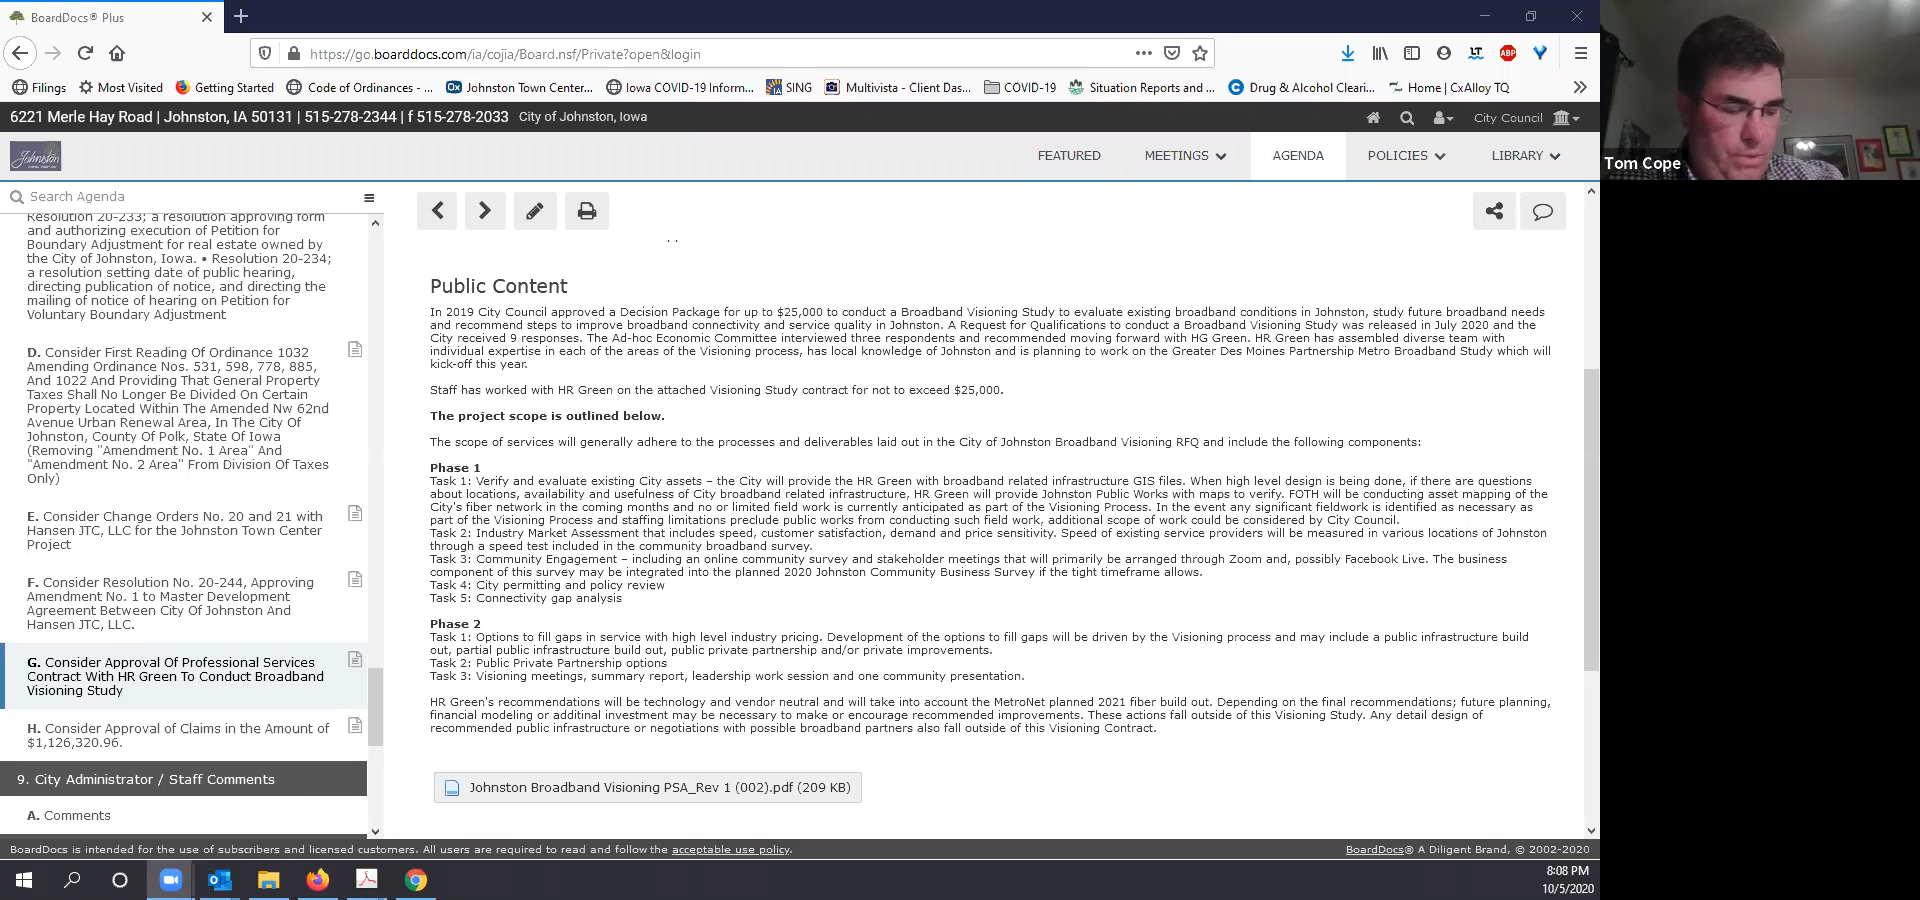 BoardDocs® Plus
https://go.boarddocs.com/ia/cojia/Board.nsf/Private?open&login
Filings
Most Visited
Getting Started
Code of Ordinances - ...
Johnston Town Center...
Iowa COVID-19 Inform...
SING
Multivista - Client Das...
COVID-19
Situation Reports and ...
Drug & Alcohol Cleari...
Home | CxAlloy TQ
6221 Merle Hay Road | Johnston, IA 50131 | 515-278-2344 | f 515-278-2033 City of Johnston, Iowa
City Council
Johnston
FEATURED
MEETINGS
AGENDA
POLICIES
LIBRARY
Tom Cope
Search Agenda
Resolution 20-233; a resolution approving form
and authorizing execution of Petition for
Boundary Adjustment for real estate owned by
the City of Johnston, Iowa. • Resolution 20-234;
a resolution setting date of public hearing,
directing publication of notice, and directing the
mailing of notice of hearing on Petition for
Voluntary Boundary Adjustment
D. Consider First Reading Of Ordinance 1032
Amending Ordinance Nos. 531, 598, 778, 885,
And 1022 And Providing That General Property
Taxes Shall No Longer Be Divided On Certain
Property Located Within The Amended Nw 62nd
Avenue Urban Renewal Area, In The City Of
Johnston, County Of Polk, State Of Iowa
(Removing "Amendment No. 1 Area" And
"Amendment No. 2 Area" From Division Of Taxes
Only)
E. Consider Change Orders No. 20 and 21 with
Hansen JTC, LLC for the Johnston Town Center
Project
F. Consider Resolution No. 20-244, Approving
Amendment No. 1 to Master Development
Agreement Between City Of Johnston And
Hansen JTC, LLC.
G. Consider Approval Of Professional Services
Contract With HR Green To Conduct Broadband
Visioning Study
H. Consider Approval of Claims in the Amount of
$1,126,320.96.
9. City Administrator / Staff Comments
A. Comments
Public Content
In 2019 City Council approved a Decision Package for up to $25,000 to conduct a Broadband Visioning Study to evaluate existing broadband conditions in Johnston, study future broadband needs
and recommend steps to improve broadband connectivity and service quality in Johnston. A Request for Qualifications to conduct a Broadband Visioning Study was released in July 2020 and the
City received 9 responses. The Ad-hoc Economic Committee interviewed three respondents and recommended moving forward with HG Green. HR Green has assembled diverse team with
individual expertise in each of the areas of the Visioning process, has local knowledge of Johnston and is planning to work on the Greater Des Moines Partnership Metro Broadband Study which will
kick-off this year.
Staff has worked with HR Green on the attached Visioning Study contract for not to exceed $25,000.
The project scope is outlined below.
The scope of services will generally adhere to the processes and deliverables laid out in the City of Johnston Broadband Visioning RFQ and include the following components:
Phase 1
Task 1: Verify and evaluate existing City assets – the City will provide the HR Green with broadband related infrastructure GIS files. When high level design is being done, if there are questions
about locations, availability and usefulness of City broadband related infrastructure, HR Green will provide Johnston Public Works with maps to verify. FOTH will be conducting asset mapping of the
City's fiber network in the coming months and no or limited field work is currently anticipated as part of the Visioning Process. In the event any significant fieldwork is identified as necessary as
part of the Visioning Process and staffing limitations preclude public works from conducting such field work, additional scope of work could be considered by City Council.
Task 2: Industry Market Assessment that includes speed, customer satisfaction, demand and price sensitivity. Speed of existing service providers will be measured in various locations of Johnston
through a speed test included in the community broadband survey.
Task 3: Community Engagement – including an online community survey and stakeholder meetings that will primarily be arranged through Zoom and, possibly Facebook Live. The business
component of this survey may be integrated into the planned 2020 Johnston Community Business Survey if the tight timeframe allows.
Task 4: City permitting and policy review
Task 5: Connectivity gap analysis
Phase 2
Task 1: Options to fill gaps in service with high level industry pricing. Development of the options to fill gaps will be driven by the Visioning process and may include a public infrastructure build
out, partial public infrastructure build out, public private partnership and/or private improvements.
Task 2: Public Private Partnership options
Task 3: Visioning meetings, summary report, leadership work session and one community presentation.
HR Green's recommendations will be technology and vendor neutral and will take into account the MetroNet planned 2021 fiber build out. Depending on the final recommendations; future planning,
financial modeling or additinal investment may be necessary to make or encourage recommended improvements. These actions fall outside of this Visioning Study. Any detail design of
recommended public infrastructure or negotiations with possible broadband partners also fall outside of this Visioning Contract.
Johnston Broadband Visioning PSA_Rev 1 (002).pdf (209 KB)
BoardDocs is intended for the use of subscribers and licensed customers. All users are required to read and follow the acceptable use policy.
BoardDocs® A Diligent Brand, © 2002-2020
8:08 PM
10/5/2020